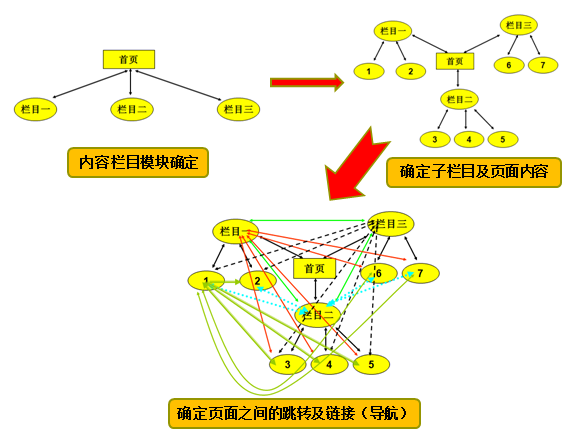 首页
栏目一
栏目二
栏目三
内容栏目模块确定
栏目一
栏目三
首页
1
2
6
7
栏目二
3
4
5
确定子栏目及页面内容
栏目一
栏目三
首页
1
2
6
7
栏目二
3
4
5
确定页面之间的跳转及链接（导航）